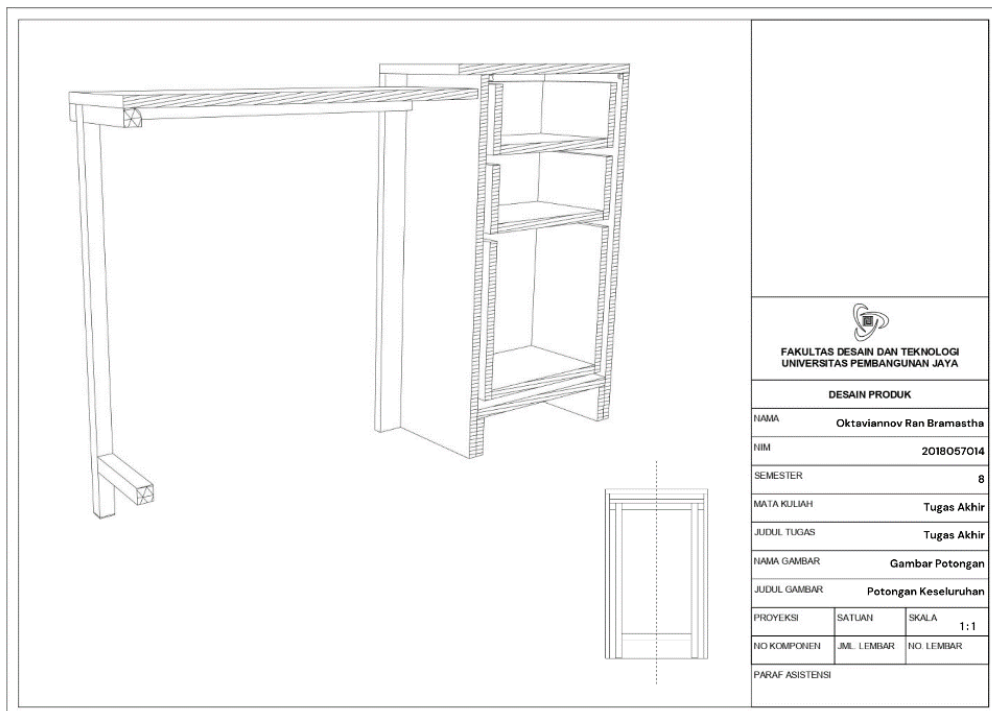 FAKULTAS DESAIN DAN TEKNOLOGI
UNIVERSITAS PEMBANGUNAN JAYA
DESAIN PRODUK
NAMA Oktaviannov Ran Bramastha
NIM 2018057014
SEMESTER 8
MATA KULIAH Tugas Akhir
JUDUL TUGAS Tugas Akhir
NAMA GAMBAR Gambar Potongan
JUDUL GAMBAR Potongan Keseluruhan
PROYEKSI SATUAN SKALA 1:1
NO KOMPONEN JML. LEMBAR NO. LEMBAR
PARAF ASISTENSI